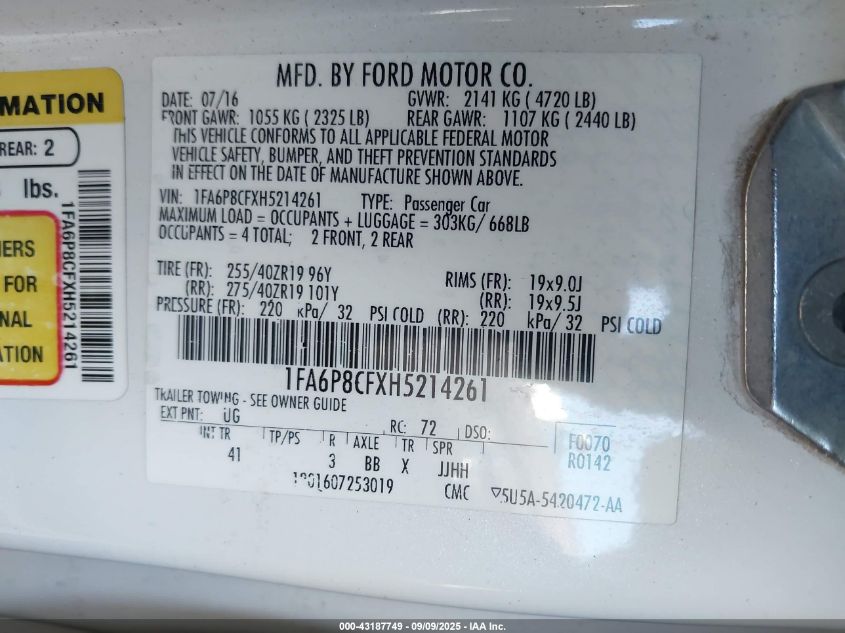 MATION
REAR: 2
lbs.
1FA6P8CFXH5214261
IERS
FOR
NAL
ATION
MFD. BY FORD MOTOR CO.
DATE: 07/16 GVWR: 2141 KG ( 4720 LB)
FRONT GAWR: 1055 KG ( 2325 LB) REAR GAWR: 1107 KG ( 2440 LB)
THIS VEHICLE CONFORMS TO ALL APPLICABLE FEDERAL MOTOR
VEHICLE SAFETY, BUMPER, AND THEFT PREVENTION STANDARDS
IN EFFECT ON THE DATE OF MANUFACTURE SHOWN ABOVE.
VIN: 1FA6P8CFXH5214261 TYPE: Passenger Car
MAXIMUM LOAD = OCCUPANTS + LUGGAGE = 303KG/ 668LB
OCCUPANTS = 4 TOTAL; 2 FRONT, 2 REAR
TIRE (FR): 255/40ZR19 96Y RIMS (FR): 19x9.0J
(RR): 275/40ZR19 101Y (RR): 19x9.5J
PRESSURE (FR): 220 kPa/ 32 PSI COLD (RR): 220 kPa/ 32 PSI COLD
1FA6P8CFXH5214261
TRAILER TOWING - SEE OWNER GUIDE
EXT PNT: UG RC: 72 DSO: F0070
INT TR TP/PS R AXLE TR SPR R0142
41 3 BB X JJHH
607253019 CMC 5U5A-5420472-AA
000-43187749 - 09/09/2025 - IAA Inc.